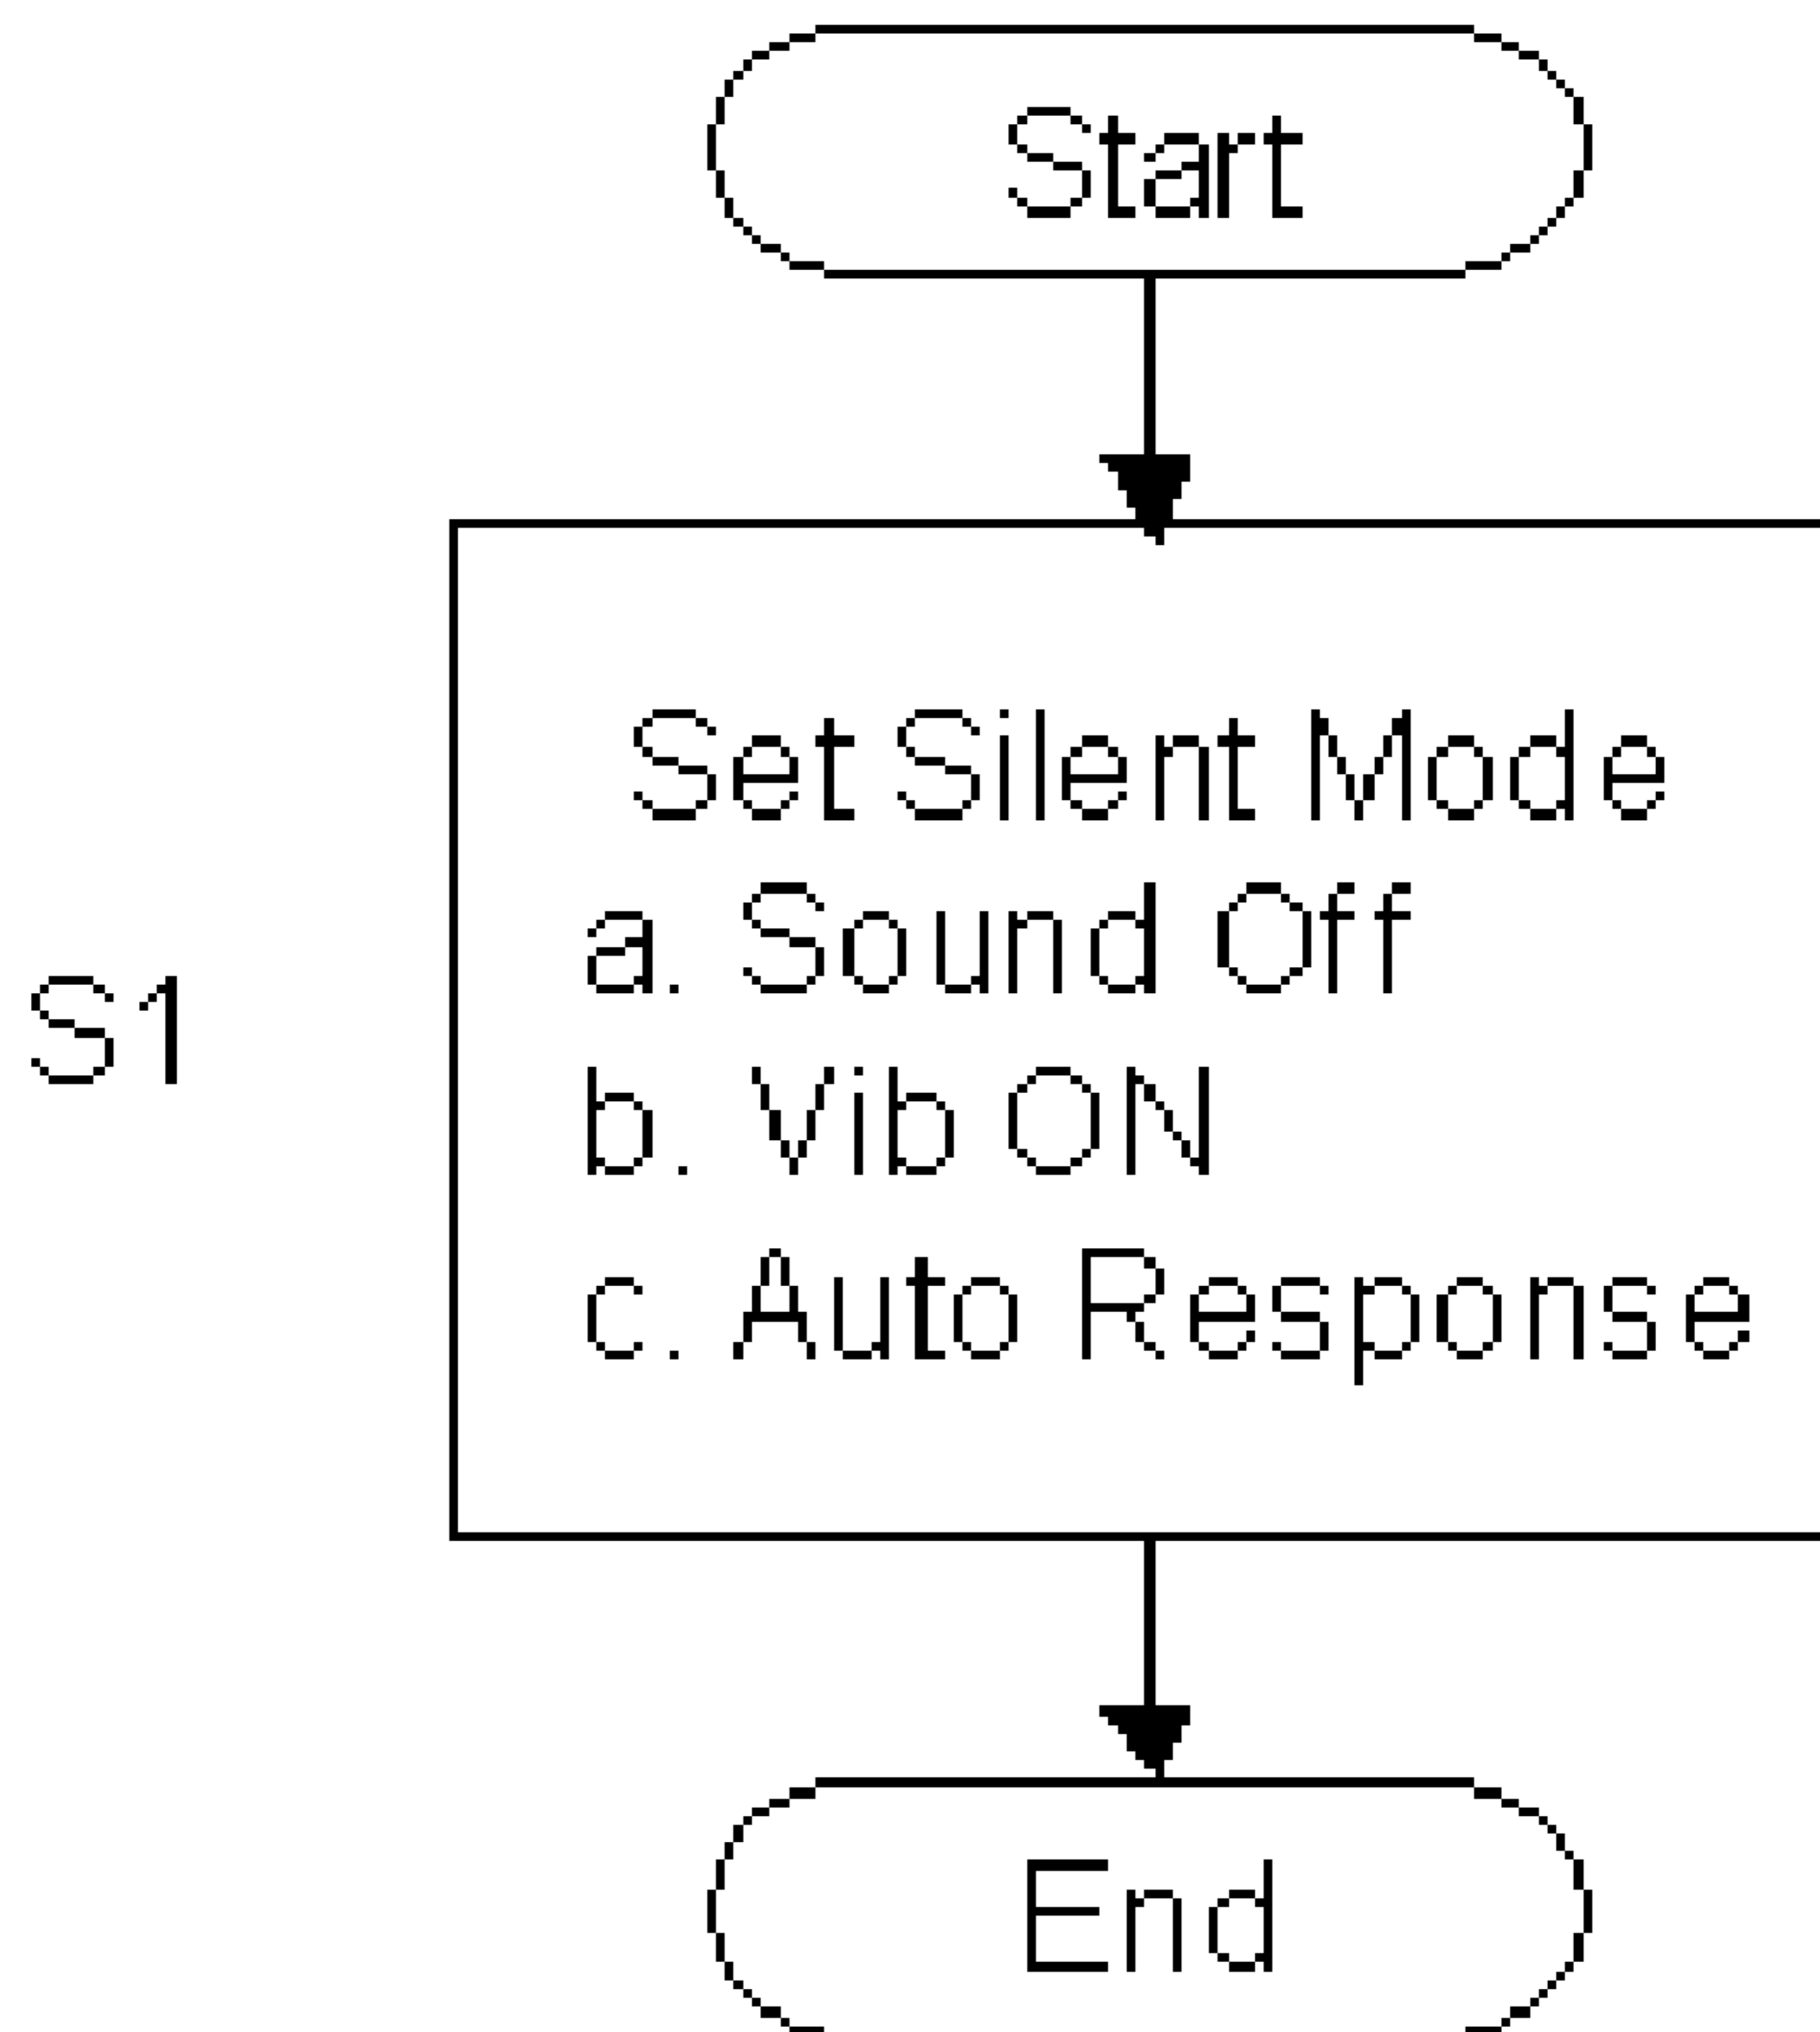 Start
Set Silent Mode
a. Sound Off
S1
b. Vib ON
c. Auto Response
End